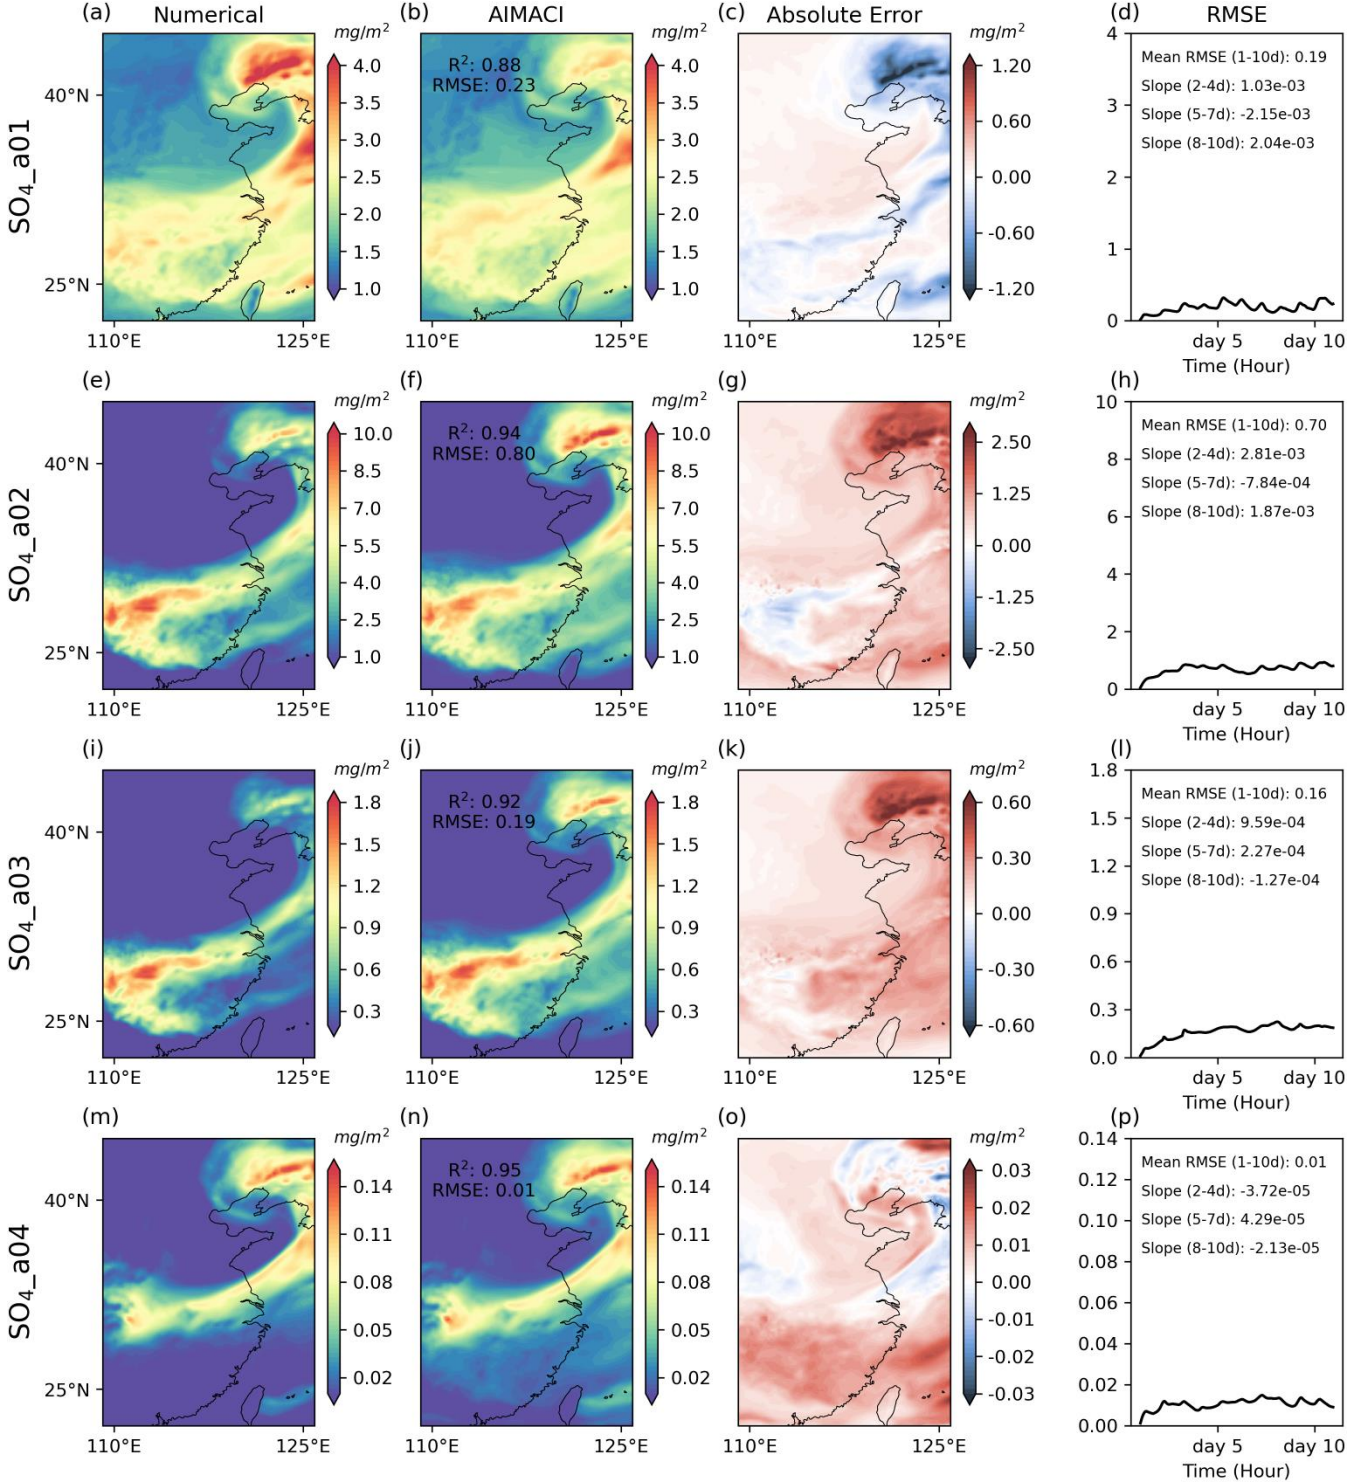 (a) Numerical (b) AIMACI (c) Absolute Error (d) RMSE
SO₄_a01
mg/m²
4.0
3.5
3.0
2.5
2.0
1.5
1.0
40°N
25°N
110°E 125°E
R²: 0.88
RMSE: 0.23
mg/m²
4.0
3.5
3.0
2.5
2.0
1.5
1.0
110°E 125°E
mg/m²
1.20
0.60
0.00
-0.60
-1.20
110°E 125°E
4
3
2
1
0
Mean RMSE (1-10d): 0.19
Slope (2-4d): 1.03e-03
Slope (5-7d): -2.15e-03
Slope (8-10d): 2.04e-03
day 5 day 10
Time (Hour)
(e) (f) (g) (h)
SO₄_a02
mg/m²
10.0
8.5
7.0
5.5
4.0
2.5
1.0
40°N
25°N
110°E 125°E
R²: 0.94
RMSE: 0.80
mg/m²
10.0
8.5
7.0
5.5
4.0
2.5
1.0
110°E 125°E
mg/m²
2.50
1.25
0.00
-1.25
-2.50
110°E 125°E
10
8
6
4
2
0
Mean RMSE (1-10d): 0.70
Slope (2-4d): 2.81e-03
Slope (5-7d): -7.84e-04
Slope (8-10d): 1.87e-03
day 5 day 10
Time (Hour)
(i) (j) (k) (l)
SO₄_a03
mg/m²
1.8
1.5
1.2
0.9
0.6
0.3
40°N
25°N
110°E 125°E
R²: 0.92
RMSE: 0.19
mg/m²
1.8
1.5
1.2
0.9
0.6
0.3
110°E 125°E
mg/m²
0.60
0.30
0.00
-0.30
-0.60
110°E 125°E
1.8
1.5
1.2
0.9
0.6
0.3
0.0
Mean RMSE (1-10d): 0.16
Slope (2-4d): 9.59e-04
Slope (5-7d): 2.27e-04
Slope (8-10d): -1.27e-04
day 5 day 10
Time (Hour)
(m) (n) (o) (p)
SO₄_a04
mg/m²
0.14
0.11
0.08
0.05
0.02
40°N
25°N
110°E 125°E
R²: 0.95
RMSE: 0.01
mg/m²
0.14
0.11
0.08
0.05
0.02
110°E 125°E
mg/m²
0.03
0.02
0.01
0.00
-0.01
-0.02
-0.03
110°E 125°E
0.14
0.12
0.10
0.08
0.06
0.04
0.02
0.00
Mean RMSE (1-10d): 0.01
Slope (2-4d): -3.72e-05
Slope (5-7d): 4.29e-05
Slope (8-10d): -2.13e-05
day 5 day 10
Time (Hour)